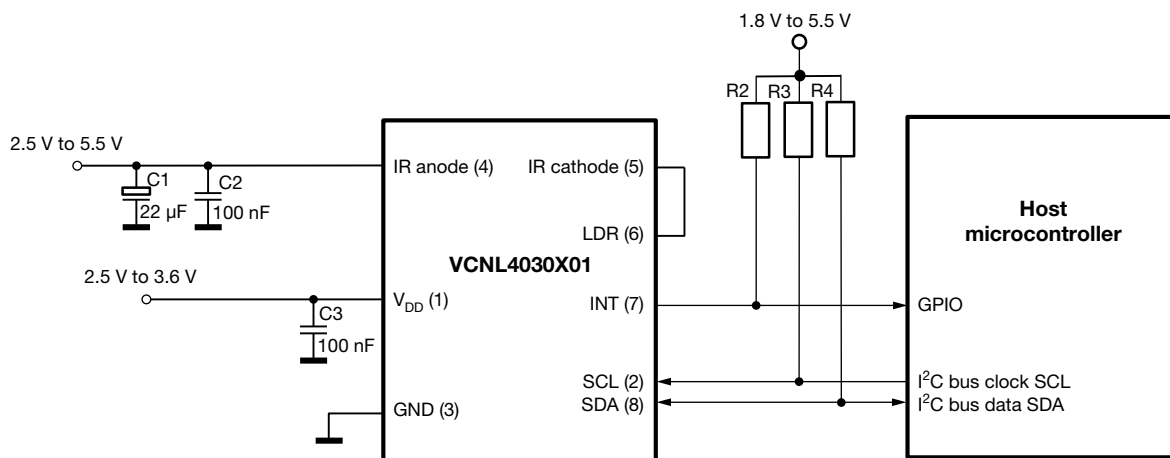 1.8 V to 5.5 V
R2
R3
R4
2.5 V to 5.5 V
C1
22 µF
C2
100 nF
IR anode (4)
IR cathode (5)
LDR (6)
Host
microcontroller
VCNL4030X01
2.5 V to 3.6 V
V_DD (1)
C3
100 nF
INT (7)
GPIO
SCL (2)
I²C bus clock SCL
SDA (8)
I²C bus data SDA
GND (3)